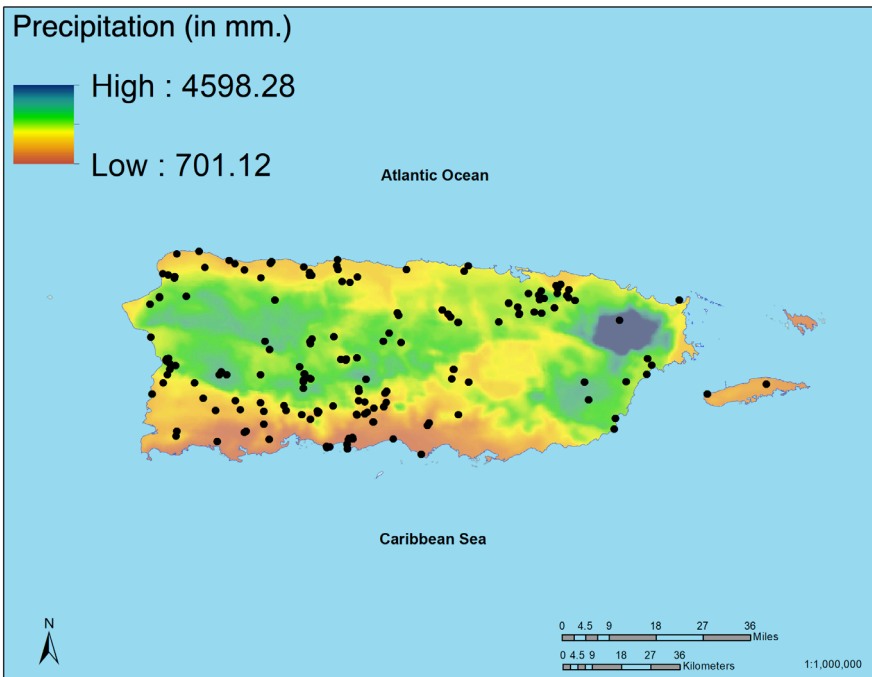 Precipitation (in mm.)
High : 4598.28
Low : 701.12
Atlantic Ocean
Caribbean Sea
N
0 4.5 9 18 27 36
Miles
0 4.5 9 18 27 36
Kilometers
1:1,000,000